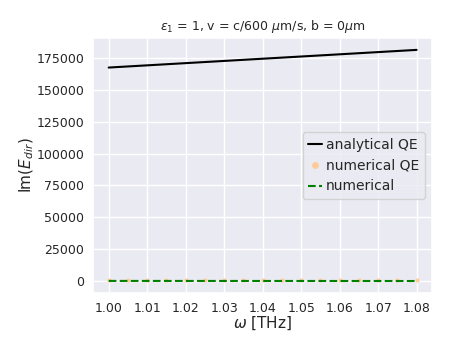 ε₁ = 1, v = c/600 μm/s, b = 0μm
175000
150000
125000
100000
75000
50000
25000
0
Im(E_dir)
analytical QE
numerical QE
numerical
1.00 1.01 1.02 1.03 1.04 1.05 1.06 1.07 1.08
ω [THz]